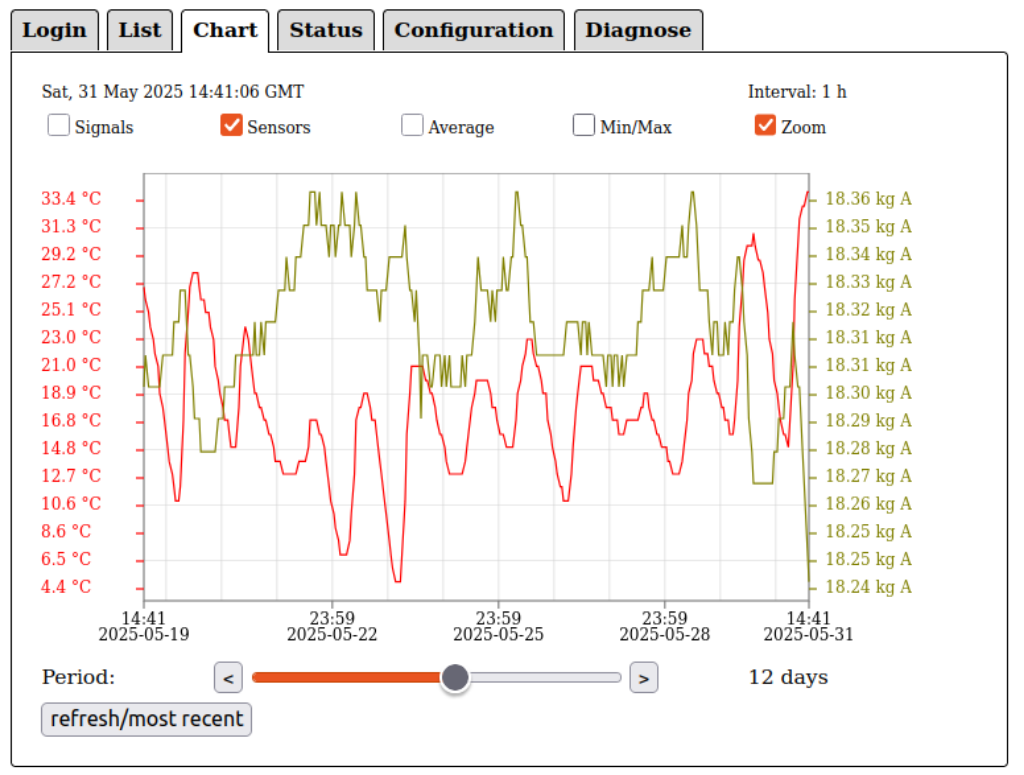 Login List Chart Status Configuration Diagnose
Sat, 31 May 2025 14:41:06 GMT Interval: 1 h
Signals Sensors Average Min/Max Zoom
33.4 °C 18.36 kg A
31.3 °C 18.35 kg A
29.2 °C 18.34 kg A
27.2 °C 18.33 kg A
25.1 °C 18.32 kg A
23.0 °C 18.31 kg A
21.0 °C 18.31 kg A
18.9 °C 18.30 kg A
16.8 °C 18.29 kg A
14.8 °C 18.28 kg A
12.7 °C 18.27 kg A
10.6 °C 18.26 kg A
8.6 °C 18.25 kg A
6.5 °C 18.25 kg A
4.4 °C 18.24 kg A
14:41 23:59 23:59 23:59 14:41
2025-05-19 2025-05-22 2025-05-25 2025-05-28 2025-05-31
Period: < > 12 days
refresh/most recent